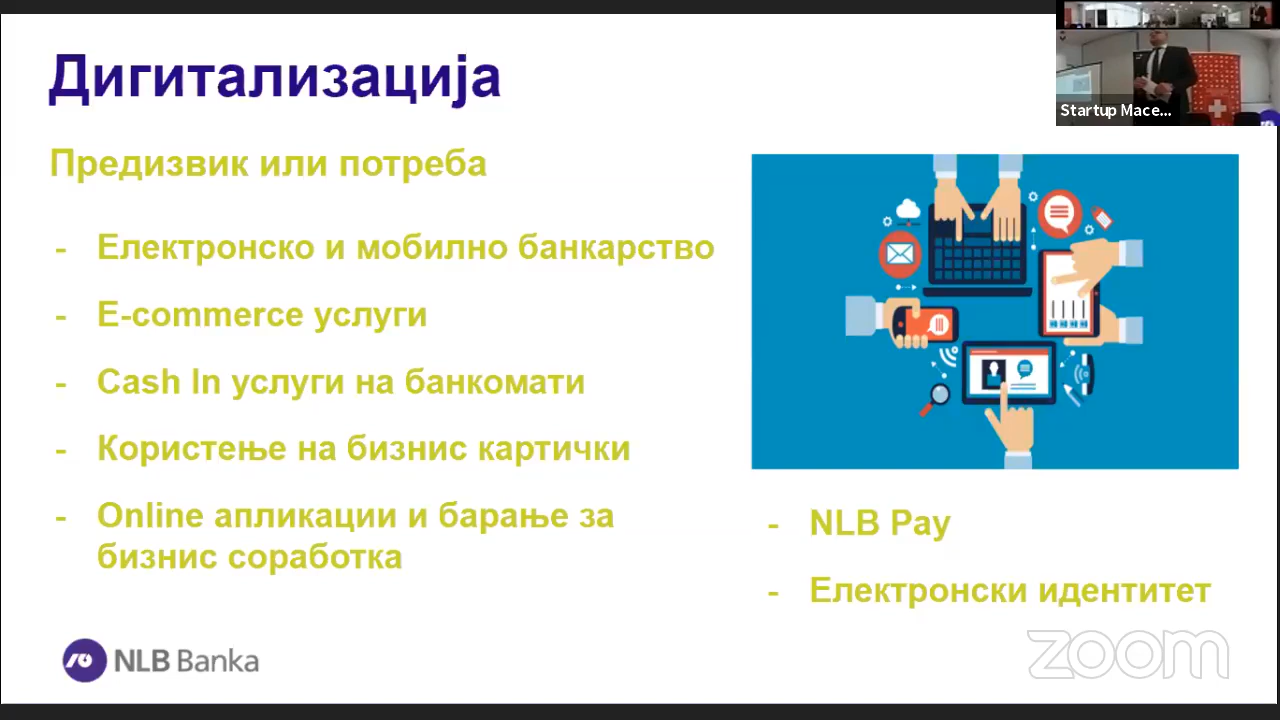 Дигитализација
Startup Mace...
Предизвик или потреба
- Електронско и мобилно банкарство
- E-commerce услуги
- Cash In услуги на банкомати
- Користење на бизнис картички
- Online апликации и барање за
бизнис соработка
- NLB Pay
- Електронски идентитет
NLB Banka
zoom